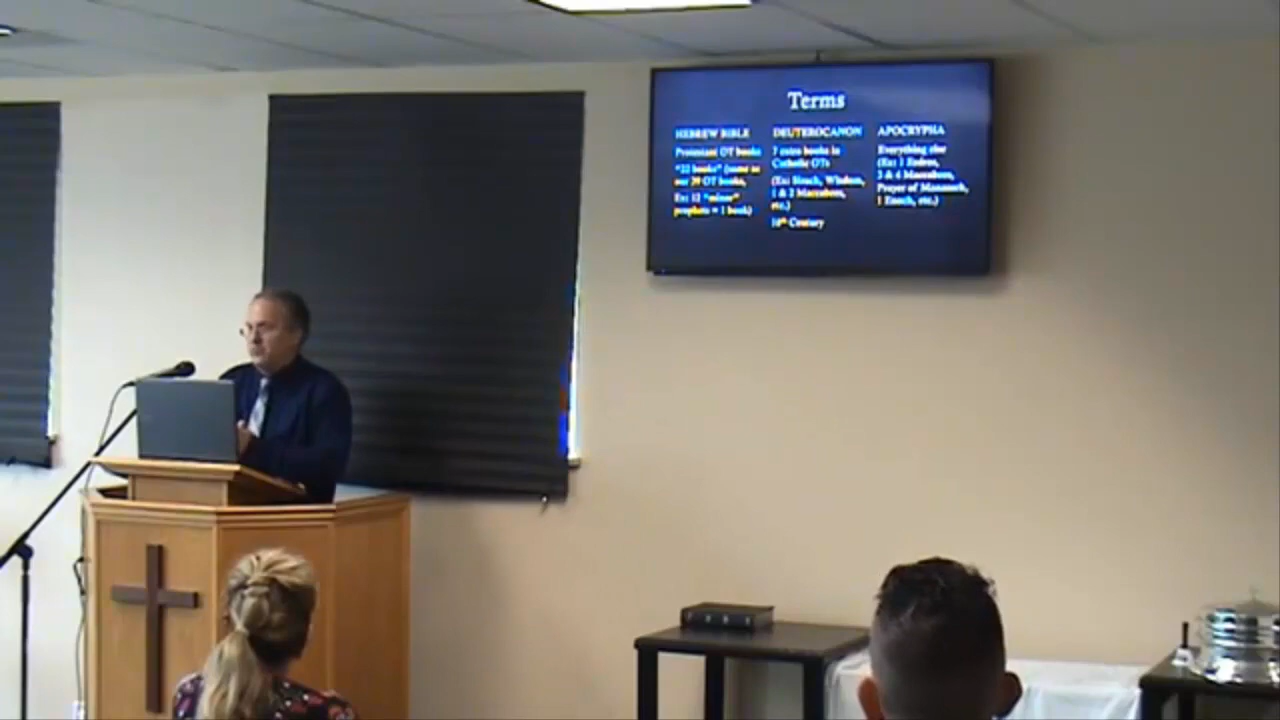 Terms
HEBREW BIBLE
Protestant OT books
"22 books" (same as
our 39 OT books,
Ex: 12 "minor"
prophets = 1 book)
DEUTEROCANON
7 extra books in
Catholic OTs
(Ex: Sirach, Wisdom,
1 & 2 Maccabees,
etc.)
16th Century
APOCRYPHA
Everything else
(Ex: 1 Esdras,
3 & 4 Maccabees,
Prayer of Manasseh,
1 Enoch, etc.)